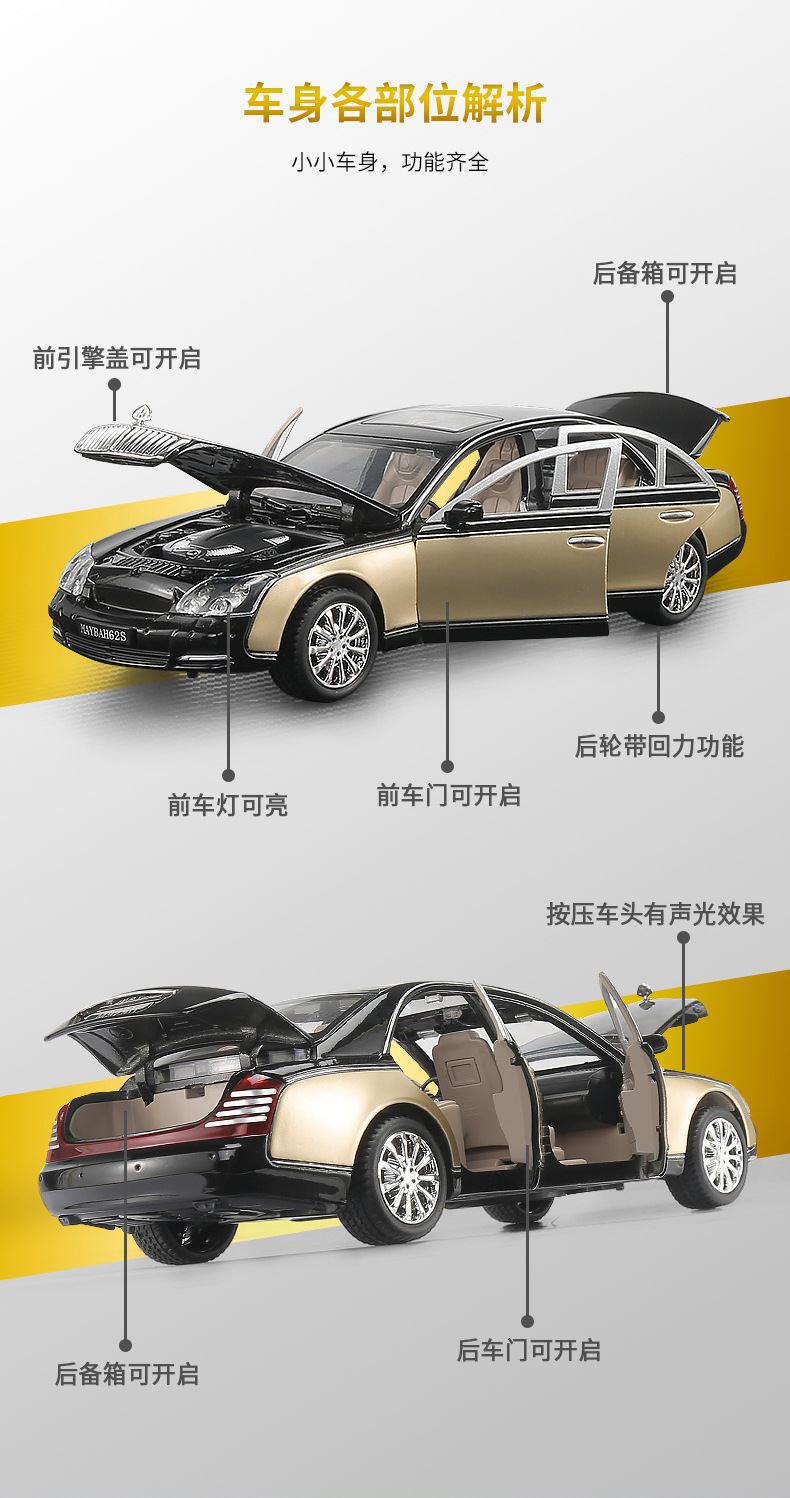 车身各部位解析
小小车身，功能齐全
后备箱可开启
前引擎盖可开启
MAYBAH62S
后轮带回力功能
前车灯可亮
前车门可开启
按压车头有声光效果
后车门可开启
后备箱可开启